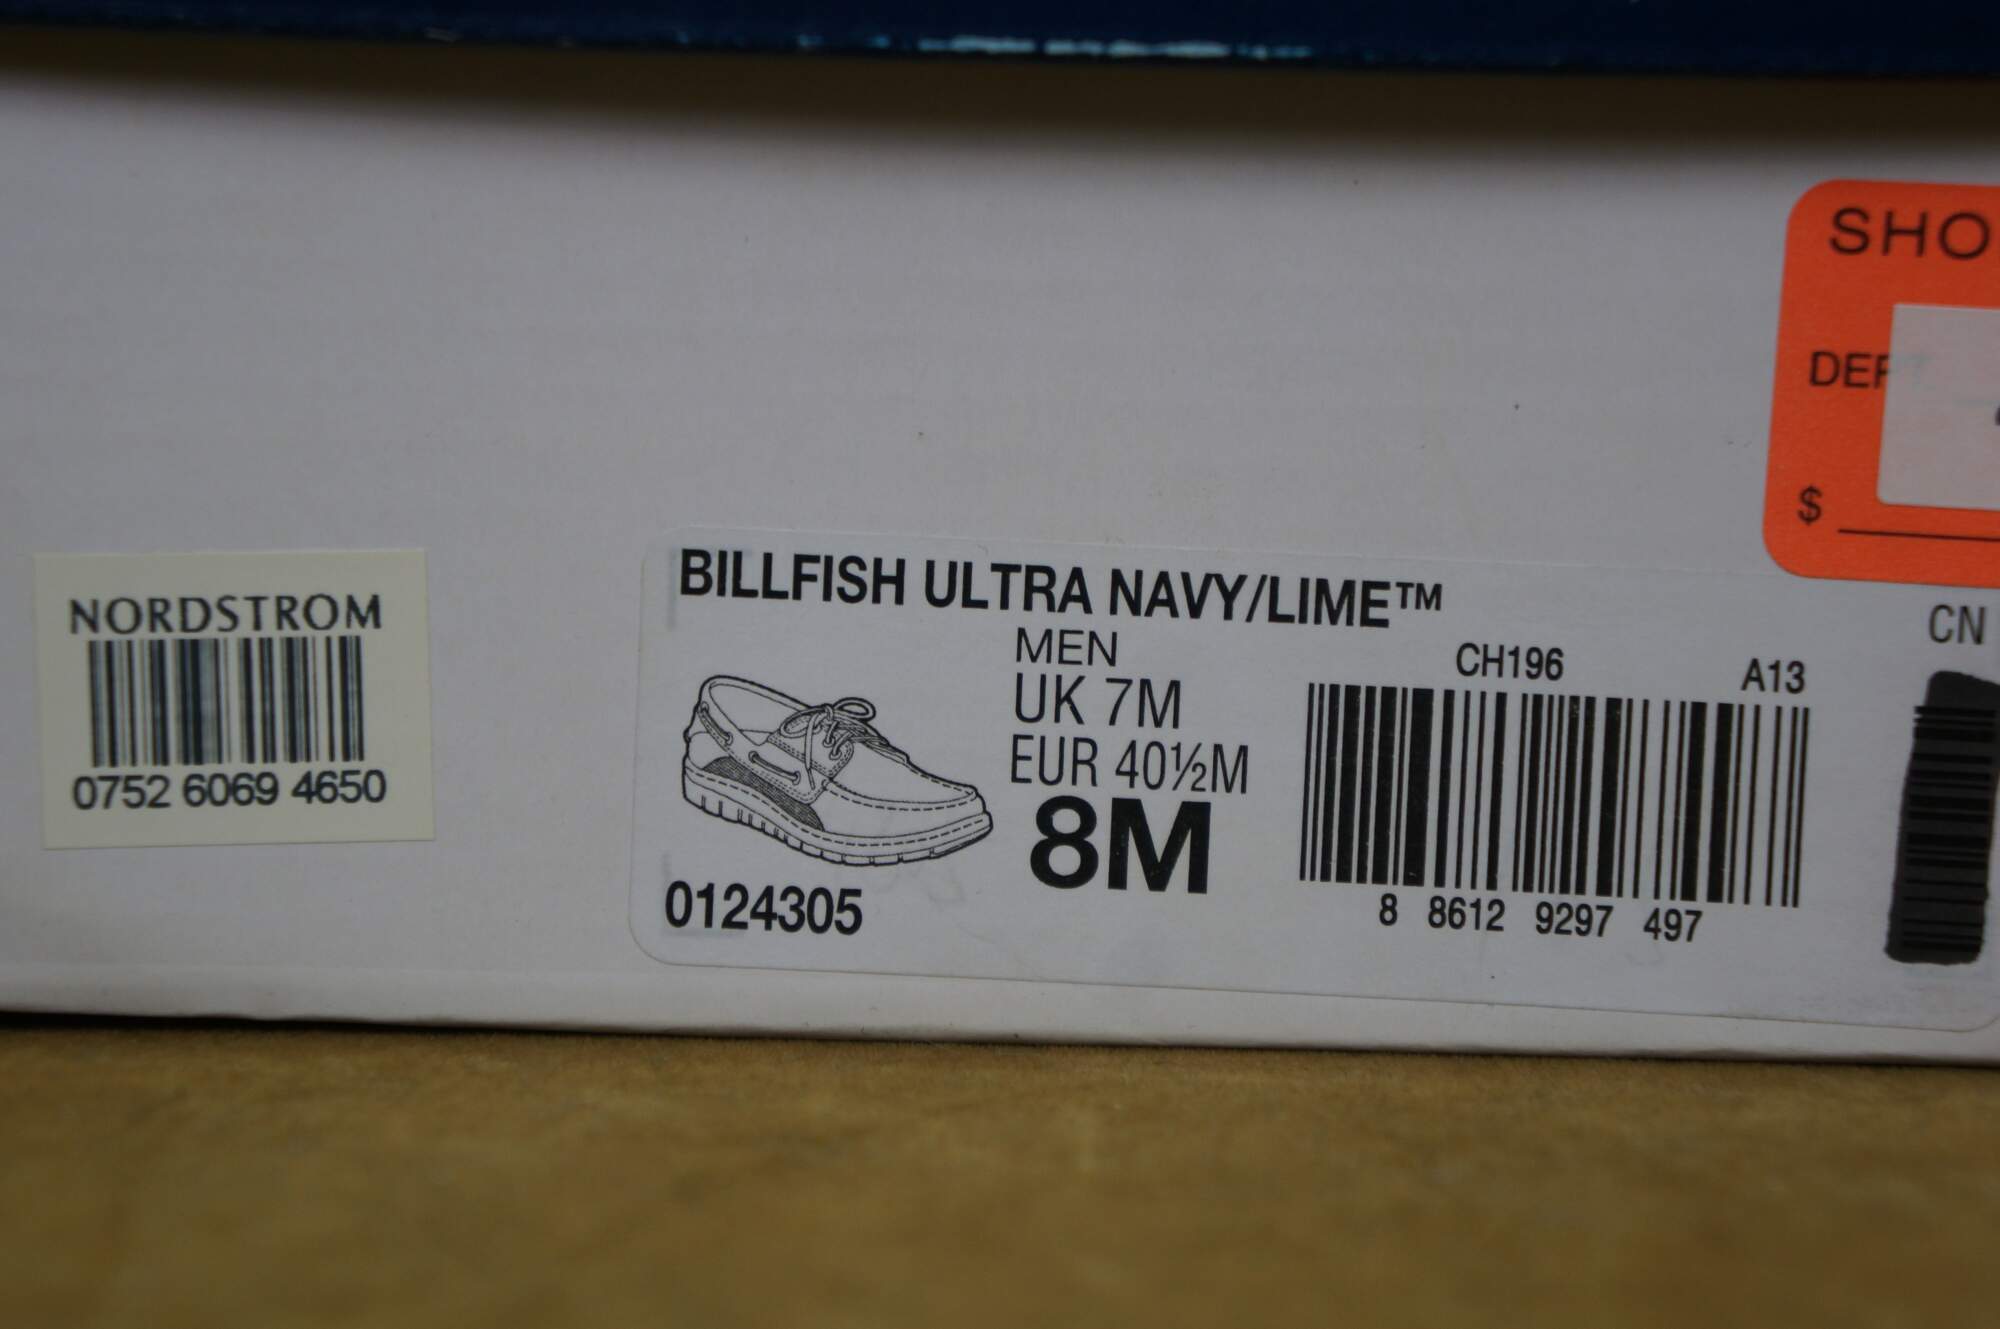 SHO
DEPT
$
NORDSTROM
0752 6069 4650
BILLFISH ULTRA NAVY/LIME™
MEN
UK 7M
EUR 40½M
8M
0124305
CH196 A13
8 8612 9297 497
CN